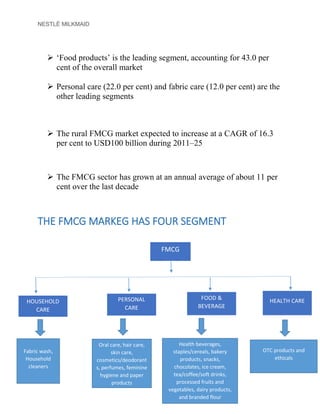 NESTLÉ MILKMAID
➢ ‘Food products’ is the leading segment, accounting for 43.0 per
cent of the overall market
➢ Personal care (22.0 per cent) and fabric care (12.0 per cent) are the
other leading segments
➢ The rural FMCG market expected to increase at a CAGR of 16.3
per cent to USD100 billion during 2011–25
➢ The FMCG sector has grown at an annual average of about 11 per
cent over the last decade
THE FMCG MARKEG HAS FOUR SEGMENT
FMCG
HOUSEHOLD
CARE
PERSONAL
CARE
FOOD &
BEVERAGE
HEALTH CARE
Fabric wash,
Household
cleaners
Oral care, hair care,
skin care,
cosmetics/deodorant
s, perfumes, feminine
hygiene and paper
products
Health beverages,
staples/cereals, bakery
products, snacks,
chocolates, ice cream,
tea/coffee/soft drinks,
processed fruits and
vegetables, dairy products,
and branded flour
OTC products and
ethicals